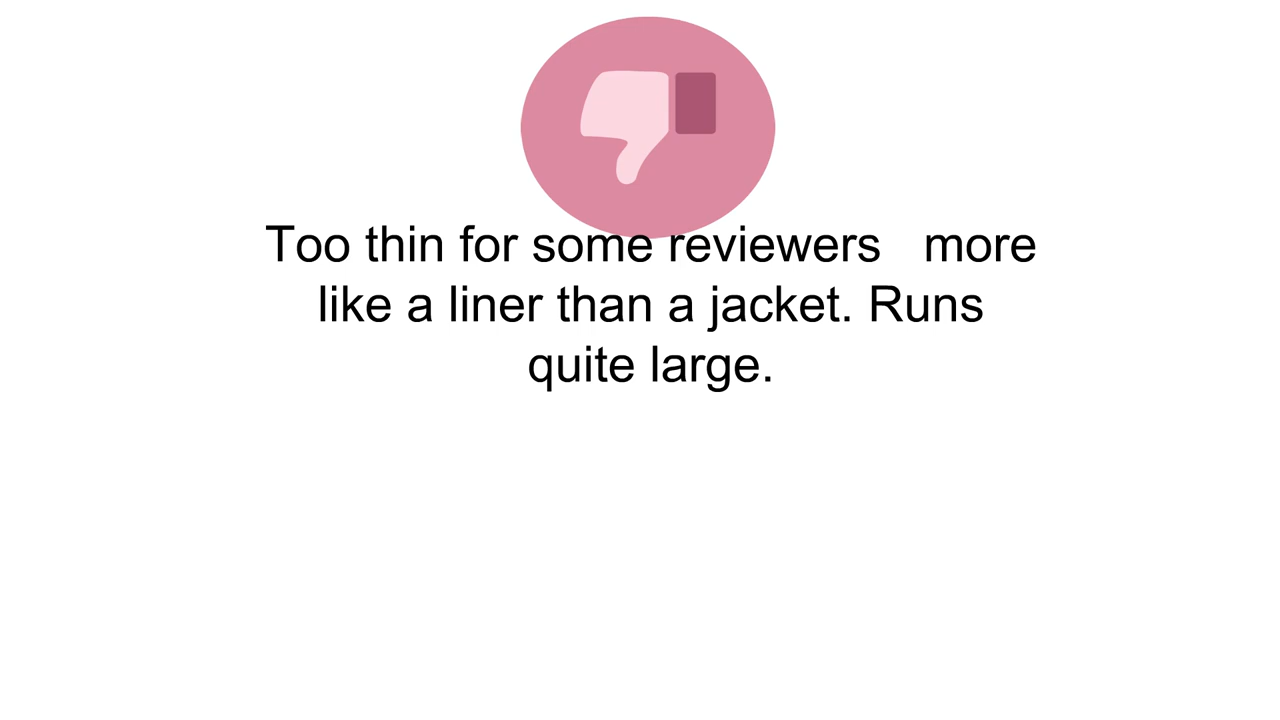 Too thin for some reviewers   more
like a liner than a jacket. Runs
quite large.